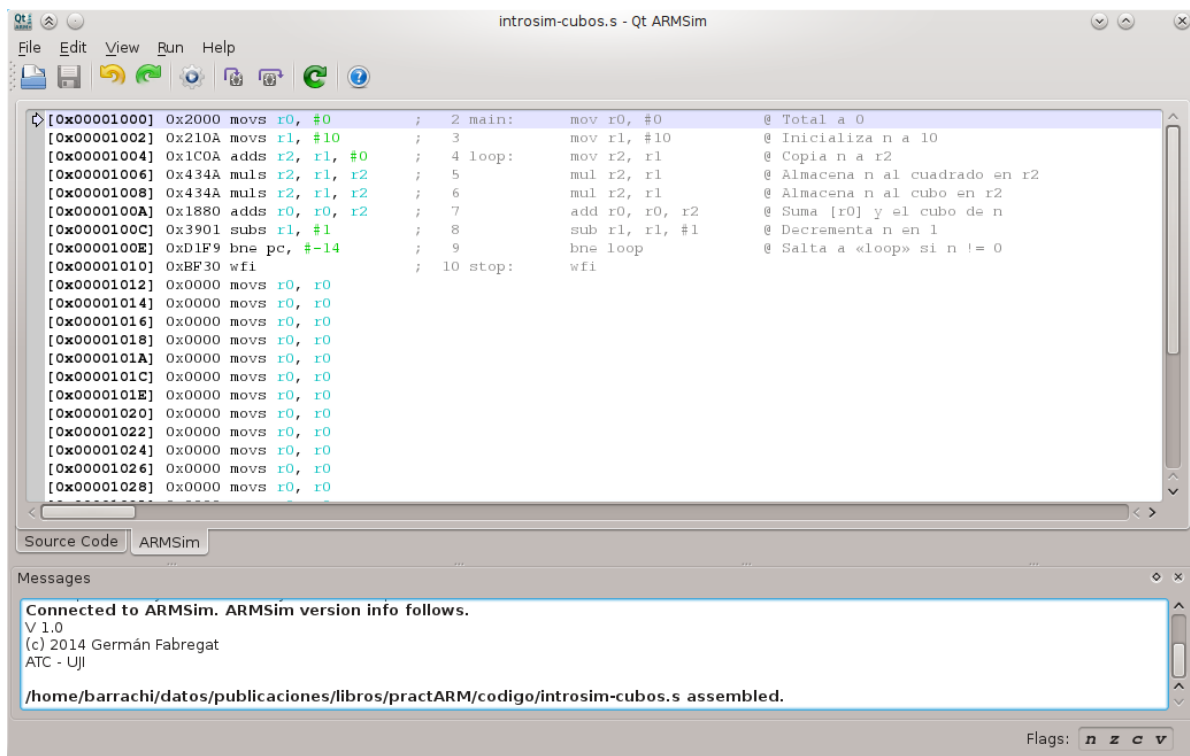 introsim-cubos.s - Qt ARMSim
File Edit View Run Help
[0x00001000] 0x2000 movs r0, #0 ; 2 main: mov r0, #0 @ Total a 0
[0x00001002] 0x210A movs r1, #10 ; 3 mov r1, #10 @ Inicializa n a 10
[0x00001004] 0x1C0A adds r2, r1, #0 ; 4 loop: mov r2, r1 @ Copia n a r2
[0x00001006] 0x434A muls r2, r1, r2 ; 5 mul r2, r1 @ Almacena n al cuadrado en r2
[0x00001008] 0x434A muls r2, r1, r2 ; 6 mul r2, r1 @ Almacena n al cubo en r2
[0x0000100A] 0x1880 adds r0, r0, r2 ; 7 add r0, r0, r2 @ Suma [r0] y el cubo de n
[0x0000100C] 0x3901 subs r1, #1 ; 8 sub r1, r1, #1 @ Decrementa n en 1
[0x0000100E] 0xD1F9 bne pc, #-14 ; 9 bne loop @ Salta a «loop» si n != 0
[0x00001010] 0xBF30 wfi ; 10 stop: wfi
[0x00001012] 0x0000 movs r0, r0
[0x00001014] 0x0000 movs r0, r0
[0x00001016] 0x0000 movs r0, r0
[0x00001018] 0x0000 movs r0, r0
[0x0000101A] 0x0000 movs r0, r0
[0x0000101C] 0x0000 movs r0, r0
[0x0000101E] 0x0000 movs r0, r0
[0x00001020] 0x0000 movs r0, r0
[0x00001022] 0x0000 movs r0, r0
[0x00001024] 0x0000 movs r0, r0
[0x00001026] 0x0000 movs r0, r0
[0x00001028] 0x0000 movs r0, r0
Source Code ARMSim
Messages
Connected to ARMSim. ARMSim version info follows.
V 1.0
(c) 2014 Germán Fabregat
ATC - UJI
/home/barrachi/datos/publicaciones/libros/practARM/codigo/introsim-cubos.s assembled.
Flags: n z c v